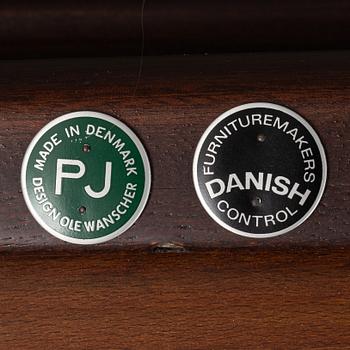 MADE IN DENMARK
PJ
DESIGN OLE WANSCHER
FURNITUREMAKERS
DANISH
CONTROL